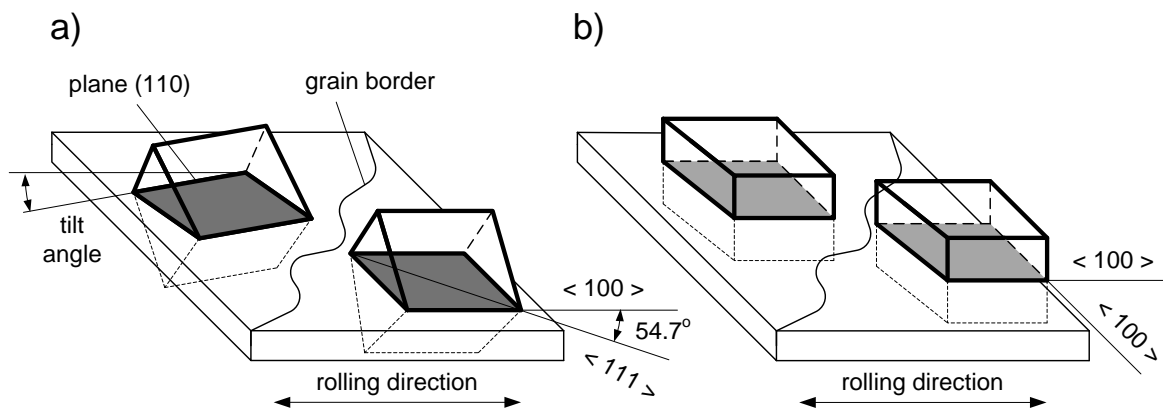 a)
plane (110)
grain border
tilt
angle
< 100 >
54.7°
< 111 >
rolling direction
b)
< 100 >
< 100 >
rolling direction